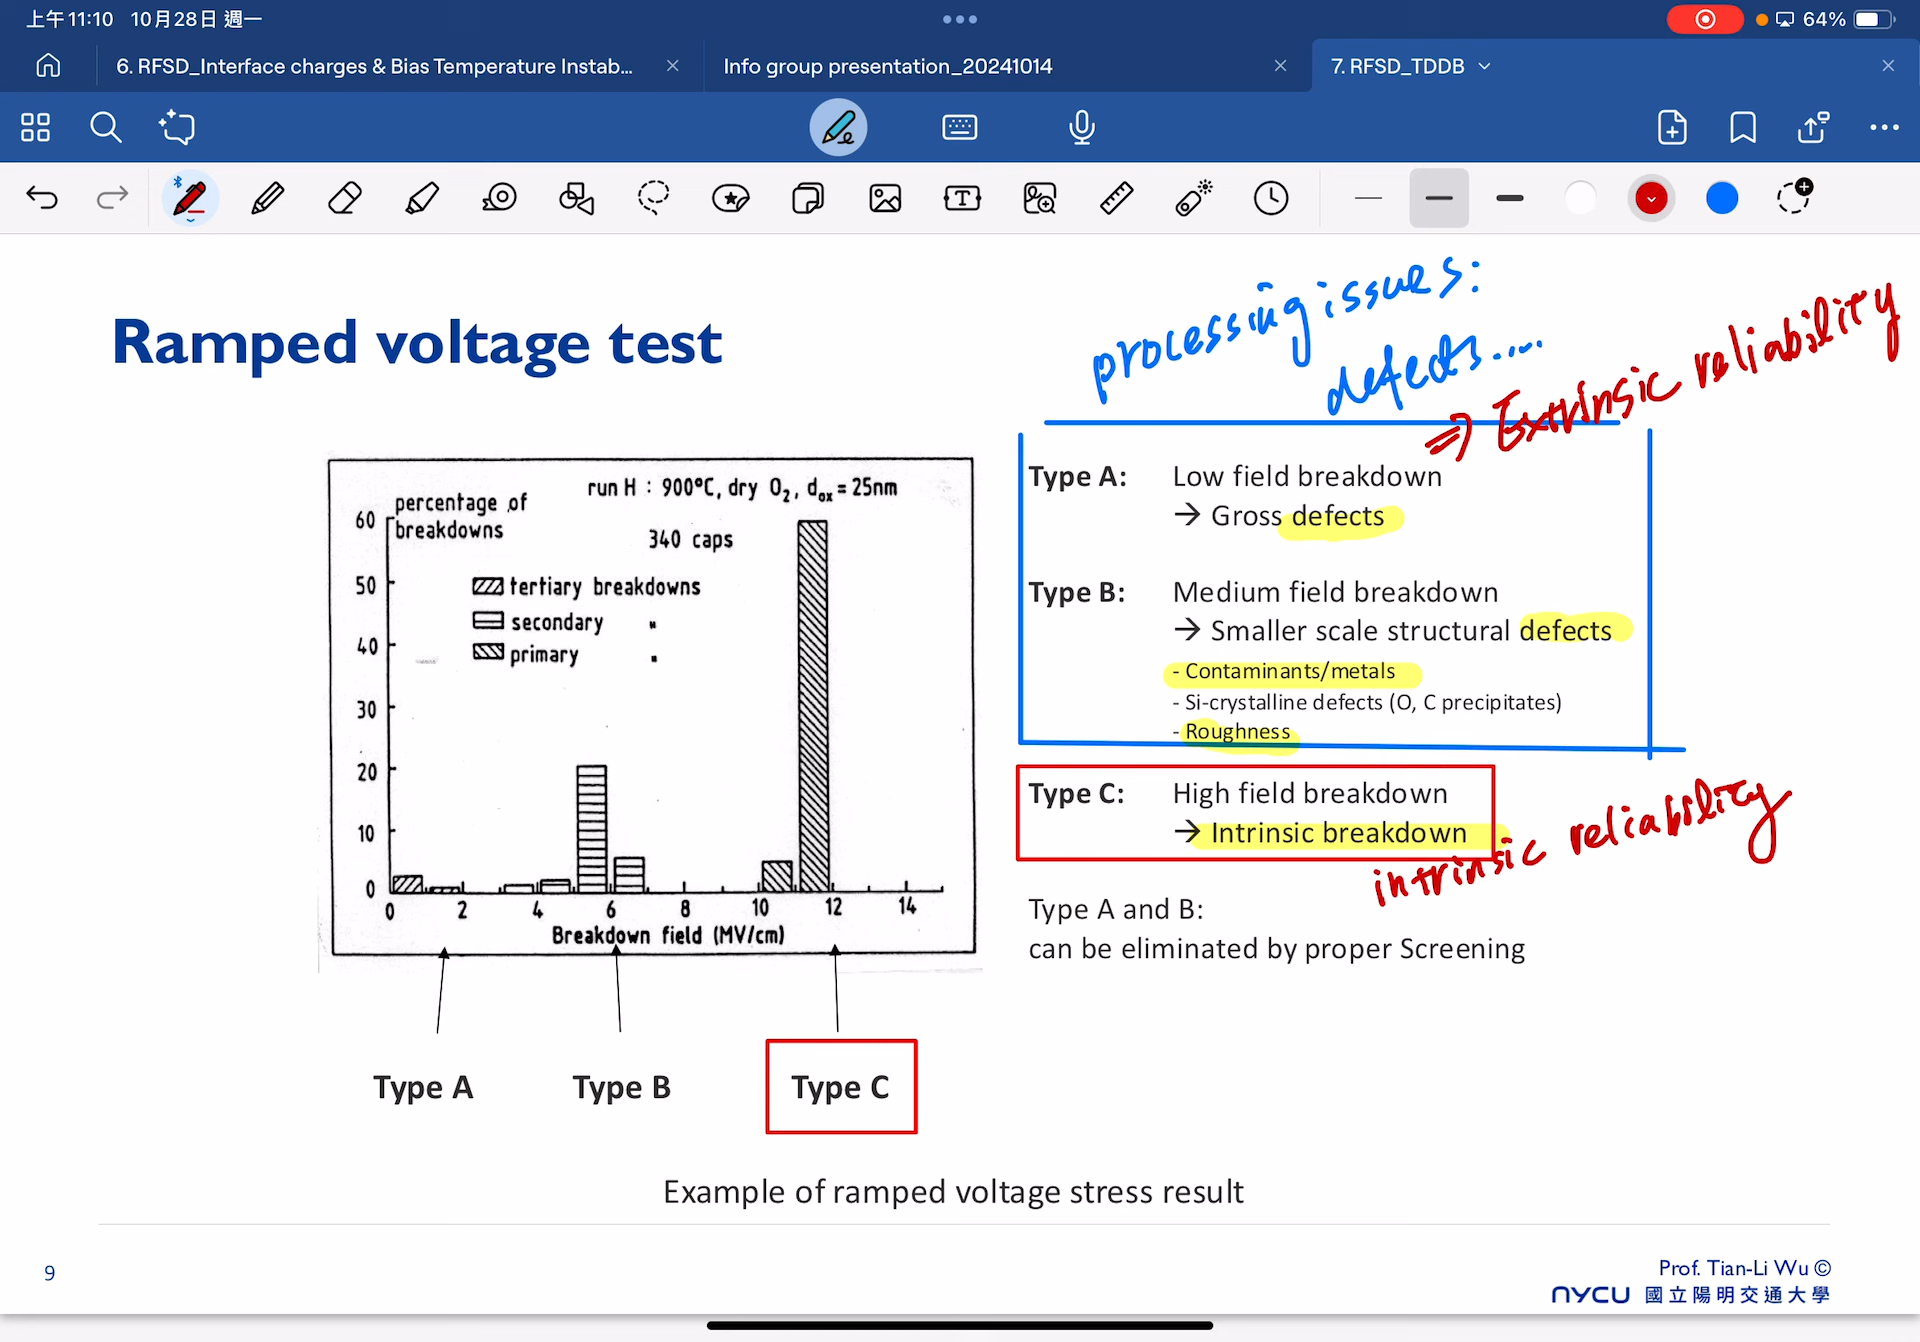 上午11:10 10月28日 週一
64%
6. RFSD_Interface charges & Bias Temperature Instab...
Info group presentation_20241014
7. RFSD_TDDB
Ramped voltage test
processing issues:
defects....
⇒ Extrinsic reliability
percentage of
breakdowns
run H : 900°C, dry O₂, dox = 25nm
340 caps
tertiary breakdowns
secondary "
primary "
60
50
40
30
20
10
0
0 2 4 6 8 10 12 14
Breakdown field (MV/cm)
Type A
Type B
Type C
Type A: Low field breakdown
→ Gross defects
Type B: Medium field breakdown
→ Smaller scale structural defects
- Contaminants/metals
- Si-crystalline defects (O, C precipitates)
- Roughness
Type C: High field breakdown
→ Intrinsic breakdown
intrinsic reliability
Type A and B:
can be eliminated by proper Screening
Example of ramped voltage stress result
9
Prof. Tian-Li Wu ©
NYCU 國立陽明交通大學